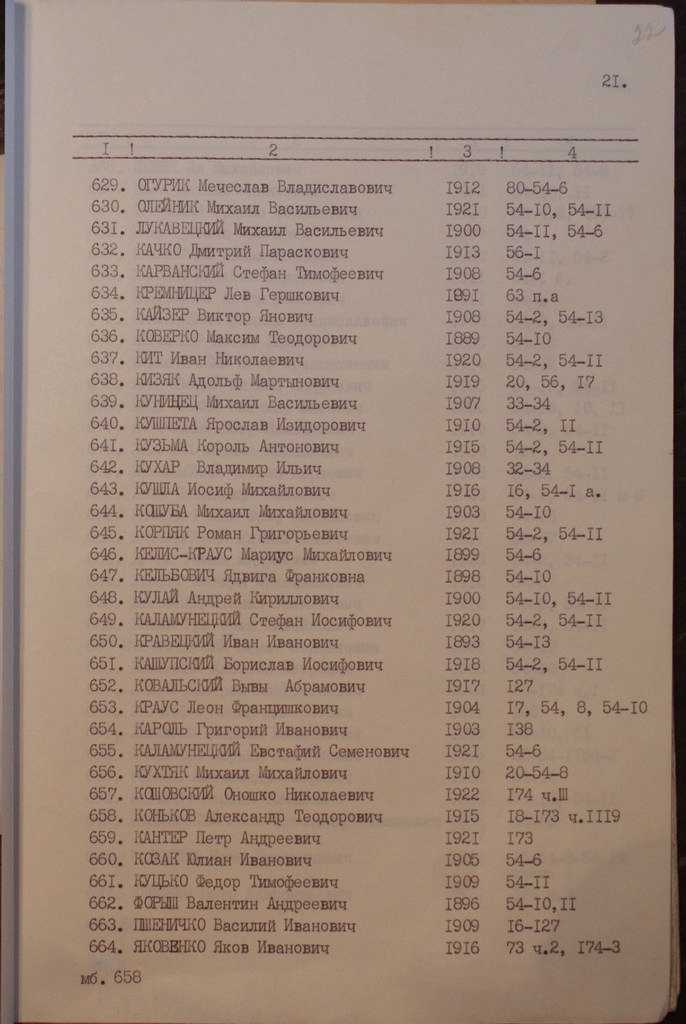 22
21.
I ! 2 ! 3 ! 4
629. ОГУРИК Мечеслав Владиславович 1912 80-54-6
630. ОЛЕЙНИК Михаил Васильевич 1921 54-10, 54-11
631. ЛУКАВЕЦКИЙ Михаил Васильевич 1900 54-11, 54-6
632. КАЧКО Дмитрий Параскович 1913 56-1
633. КАРВАНСКИЙ Стефан Тимофеевич 1908 54-6
634. КРЕМНИЦЕР Лев Гершкович 1891 63 п.а
635. КАЙЗЕР Виктор Янович 1908 54-2, 54-13
636. КОВЕРКО Максим Теодорович 1889 54-10
637. КИТ Иван Николаевич 1920 54-2, 54-11
638. КИЗЯК Адольф Мартынович 1919 20, 56, 17
639. КУНИНЕЦ Михаил Васильевич 1907 33-34
640. КУШПЕТА Ярослав Изидорович 1910 54-2, 11
641. КУЗЬМА Король Антонович 1915 54-2, 54-11
642. КУХАР Владимир Ильич 1908 32-34
643. КУШЛА Иосиф Михайлович 1916 16, 54-1 а.
644. КОШУБА Михаил Михайлович 1903 54-10
645. КОРПЯК Роман Григорьевич 1921 54-2, 54-11
646. КЕЛИС-КРАУС Мариус Михайлович 1899 54-6
647. КЕЛЬБОВИЧ Ядвига Франковна 1898 54-10
648. КУЛАЙ Андрей Кириллович 1900 54-10, 54-11
649. КАЛАМУНЕЦКИЙ Стефан Иосифович 1920 54-2, 54-11
650. КРАВЕЦКИЙ Иван Иванович 1893 54-13
651. КАШУПСКИЙ Борислав Иосифович 1918 54-2, 54-11
652. КОВАЛЬСКИЙ Вывы Абрамович 1917 127
653. КРАУС Леон Францишкович 1904 17, 54, 8, 54-10
654. КАРОЛЬ Григорий Иванович 1903 138
655. КАЛАМУНЕЦКИЙ Евстафий Семенович 1921 54-6
656. КУХТЯК Михаил Михайлович 1910 20-54-8
657. КОШОВСКИЙ Оношко Николаевич 1922 174 ч.Ш
658. КОНЬКОВ Александр Теодорович 1915 18-173 ч.III9
659. КАНТЕР Петр Андреевич 1921 173
660. КОЗАК Юлиан Иванович 1905 54-6
661. КУЦЬКО Федор Тимофеевич 1909 54-11
662. ФОРЫШ Валентин Андреевич 1896 54-10,11
663. ПШЕНИЧКО Василий Иванович 1909 16-127
664. ЯКОВЕНКО Яков Иванович 1916 73 ч.2, 174-3
мб. 658